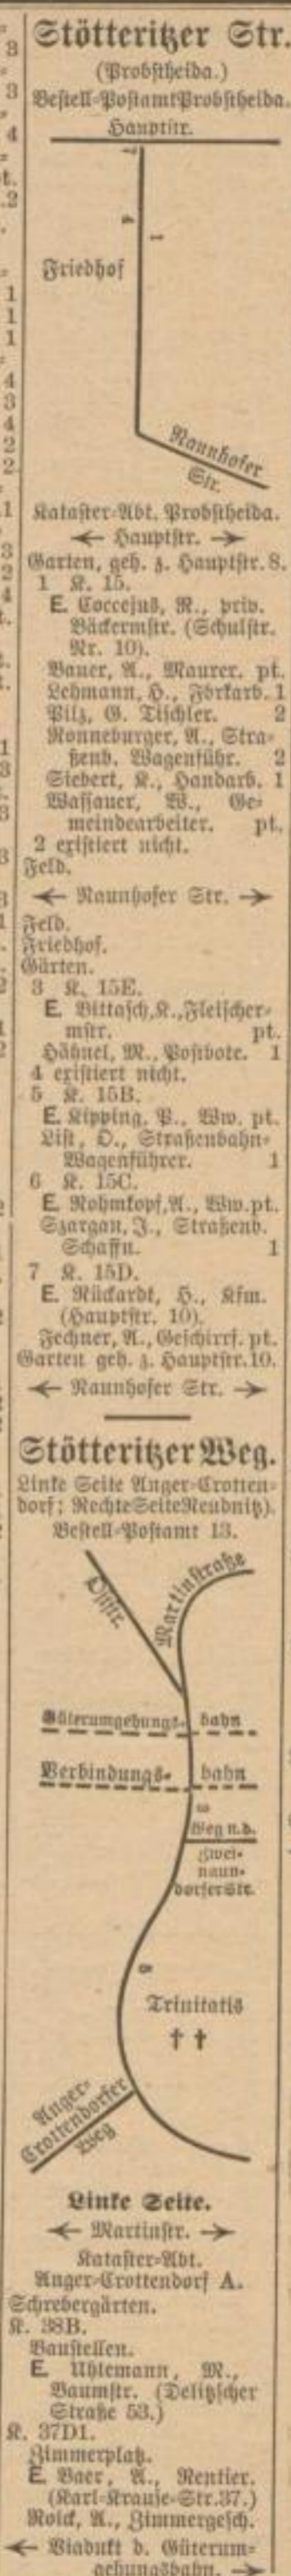 Stötteritzer Str.
(Probstheida.)
Bestell-Postamt Probstheida.
Hauptstr.
4
1
Friedhof
Naunhofer
Str.
Kataster-Abt. Probstheida.
← Hauptstr. →
Garten, geh. z. Hauptstr. 8.
1 K. 15.
E. Coccejus, R., priv.
Bäckermstr. (Schulstr.
Nr. 10).
Bauer, A., Maurer. pt.
Lehmann, H., Förkarb. 1
Pilz, G. Tischler. 2
Ronneburger, A., Stra-
ßenb. Wagenführ. 2
Siebert, K., Handarb. 1
Wassauer, W., Ge-
meindearbeiter. pt.
2 existiert nicht.
Feld.
← Naunhofer Str. →
Feld.
Friedhof.
Gärten.
3 K. 15E.
E. Bittasch, K., Fleischer-
mstr. pt.
Hähnel, M., Postbote. 1
4 existiert nicht.
5 K. 15B.
E. Kipping, P., Ww. pt.
List, O., Straßenbahn-
Wagenführer. 1
6 K. 15C.
E. Rohmkopf, A., Ww. pt.
Szargan, J., Straßenb.
Schaffn. 1
7 K. 15D.
E. Rückardt, H., Kfm.
(Hauptstr. 10).
Fechner, A., Geschirrf. pt.
Garten geh. z. Hauptstr. 10.
← Naunhofer Str. →
Stötteritzer Weg.
Linke Seite Anger-Crotten-
dorf; Rechte Seite Reudnitz).
Bestell-Postamt 13.
Oststr.
Martinstraße
Güterumgehungs- bahn
Verbindungs- bahn
Weg n. d.
Zwei-
naun-
dorfer Str.
Trinitatis
††
Anger-
Crottendorfer
Weg
Linke Seite.
← Martinstr. →
Kataster-Abt.
Anger-Crottendorf A.
Schrebergärten.
K. 38B.
Baustellen.
E. Uhlemann, M.,
Baumstr. (Delitzscher
Straße 53.)
K. 37D1.
Zimmerplatz.
E. Baer, A., Rentier.
(Karl-Krause-Str. 37.)
Rolck, A., Zimmergesch.
← Viadukt d. Güterum-
gehungsbahn. →